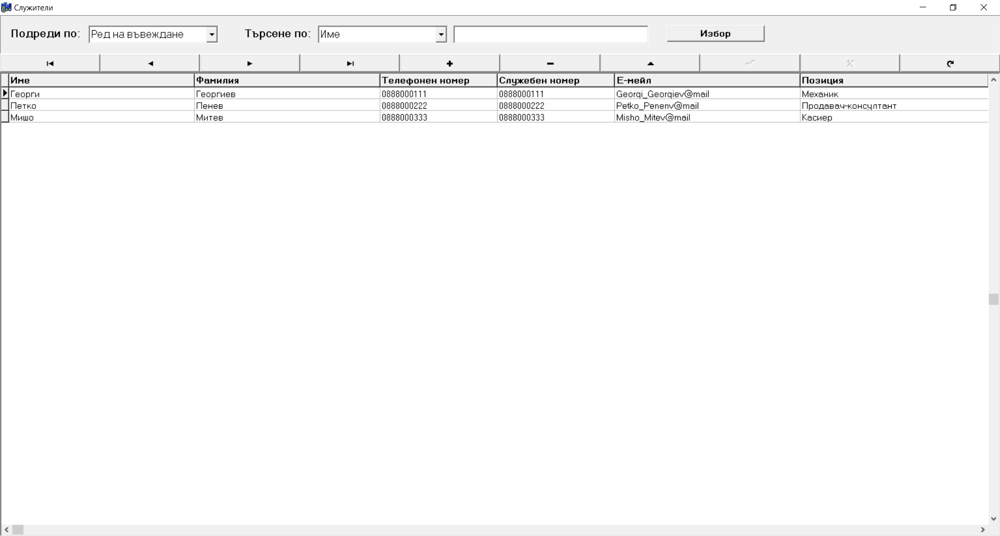 Служители
Подреди по: Ред на въвеждане Търсене по: Име Избор
Име Фамилия Телефонен номер Служебен номер Е-мейл Позиция
Георги Георгиев 0888000111 0888000111 Georgi_Georgiev@mail Механик
Петко Пенев 0888000222 0888000222 Petko_Penenv@mail Продавач-консултант
Мишо Митев 0888000333 0888000333 Misho_Mitev@mail Касиер